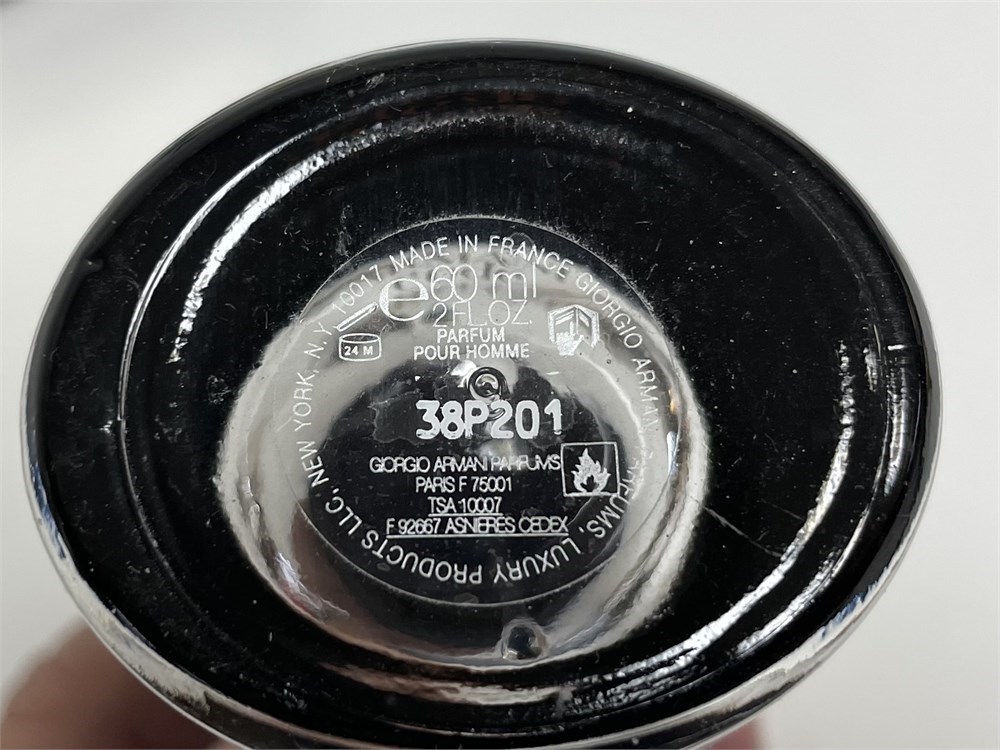 GIORGIO ARMANI PARFUMS, LUXURY PRODUCTS LLC, NEW YORK, N.Y. 10017 MADE IN FRANCE
e 60 ml
2 FL.OZ.
PARFUM
POUR HOMME
24 M
38P201
GIORGIO ARMANI PARFUMS
PARIS F 75001
TSA 10007
F 92667 ASNIERES CEDEX